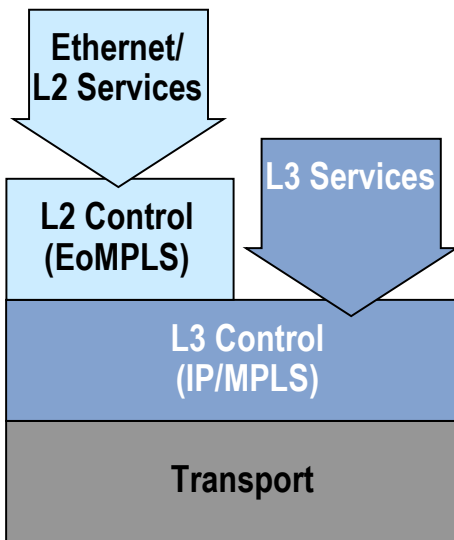 Ethernet/
L2 Services
L3 Services
L2 Control
(EoMPLS)
L3 Control
(IP/MPLS)
Transport